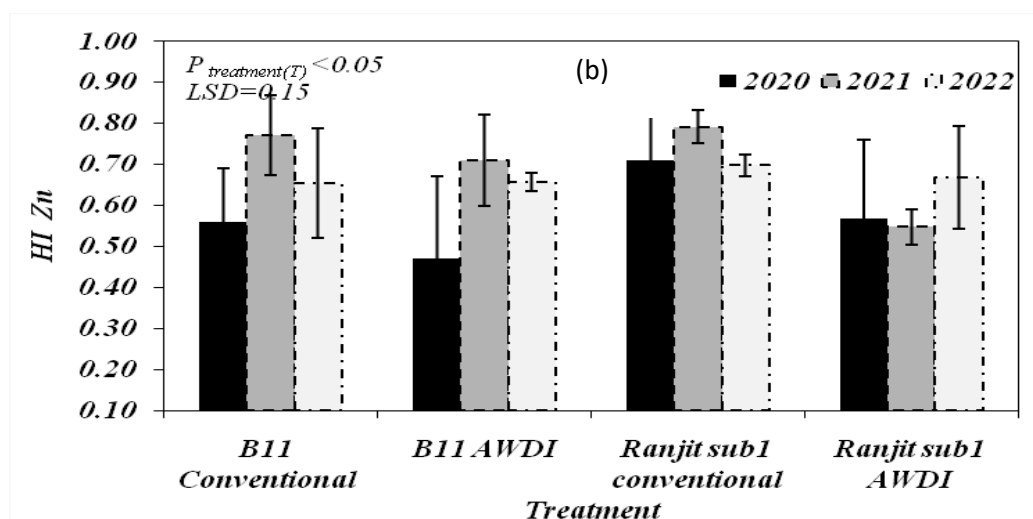 1.00
0.90
0.80
0.70
0.60
0.50
0.40
0.30
0.20
0.10
HI Zn
P treatment(T) <0.05
LSD=0.15
(b)
2020 2021 2022
B11 Conventional
B11 AWDI
Ranjit sub1 conventional
Ranjit sub1 AWDI
Treatment